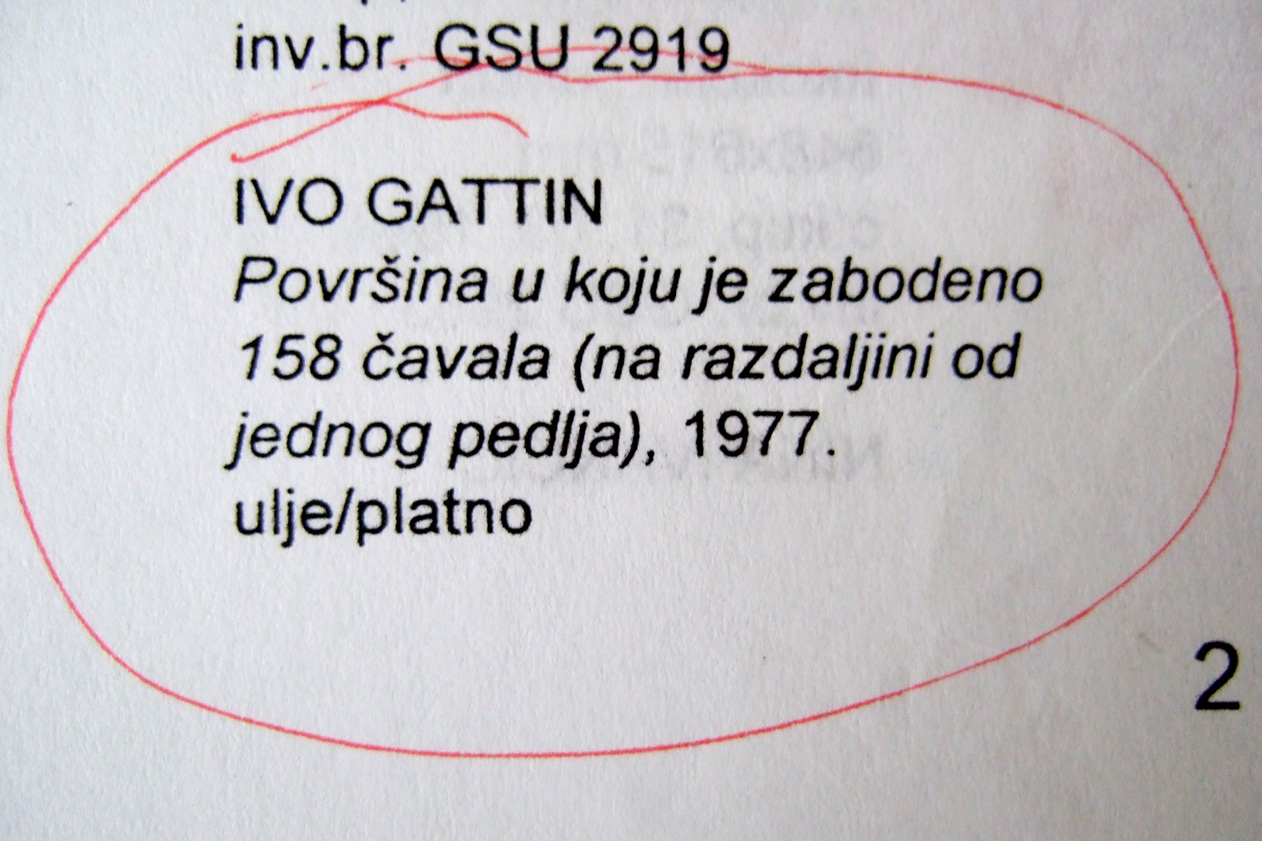 inv.br. GSU 2919
IVO GATTIN
Površina u koju je zabodeno
158 čavala (na razdaljini od
jednog pedlja), 1977.
ulje/platno
2